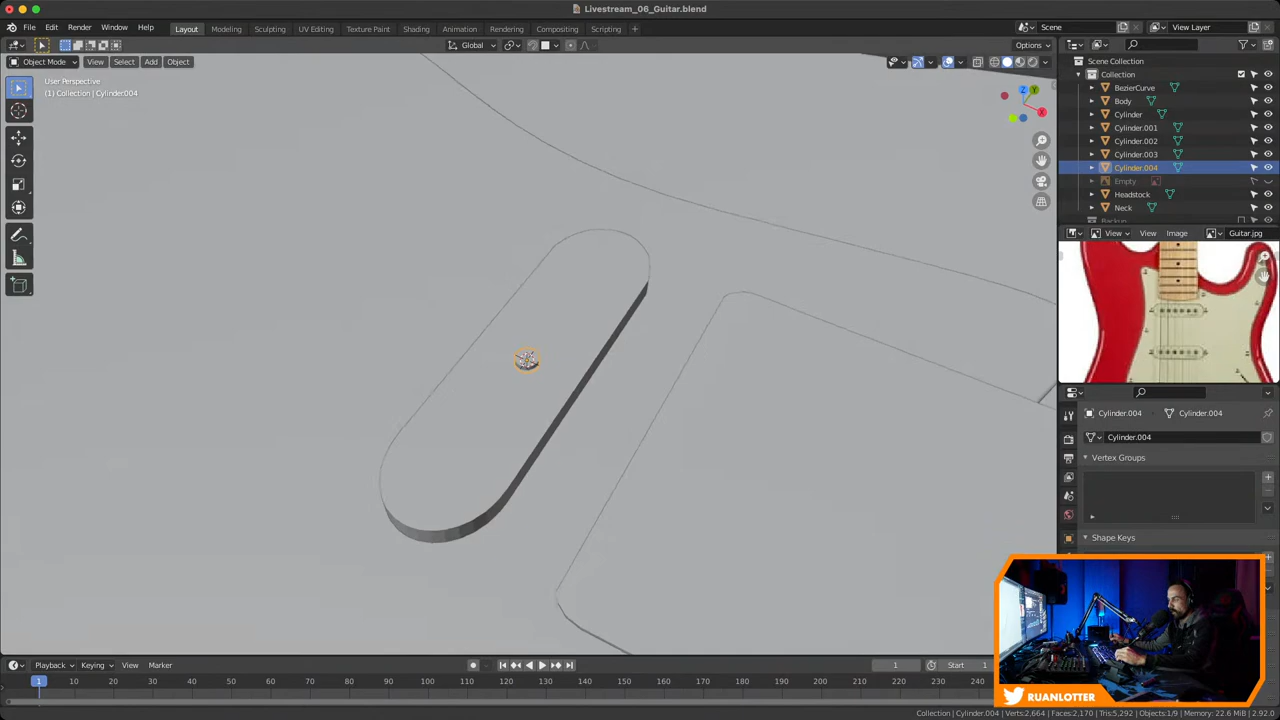 Livestream_06_Guitar.blend
File Edit Render Window Help
Layout Modeling Sculpting UV Editing Texture Paint Shading Animation Rendering Compositing Scripting +
Scene
View Layer
Global
Options
Object Mode View Select Add Object
User Perspective
(1) Collection | Cylinder.004
Z
Y
X
Scene Collection
Collection
BezierCurve
Body
Cylinder
Cylinder.001
Cylinder.002
Cylinder.003
Cylinder.004
Empty
Headstock
Neck
Backup
View View Image Guitar.jpg
Cylinder.004 Cylinder.004
Cylinder.004
Vertex Groups
Shape Keys
RUANLOTTER
Playback Keying View Marker
1
Start 1
1 10 20 30 40 50 60 70 80 90 100 110 120 130 140 150 160 170 180 190 200 210 220 230 240
Collection | Cylinder.004 | Verts:2,664 | Faces:2,170 | Tris:5,292 | Objects:1/9 | Memory: 22.6 MiB | 2.92.0